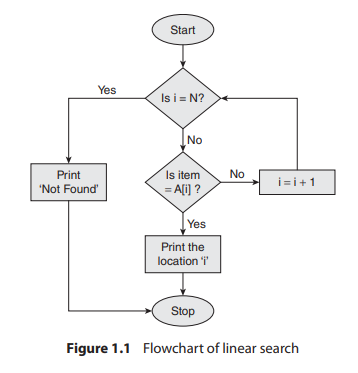 Start
Yes
Is i = N?
No
Print
'Not Found'
Is item
= A[i] ?
No
i = i + 1
Yes
Print the
location 'i'
Stop
Figure 1.1 Flowchart of linear search